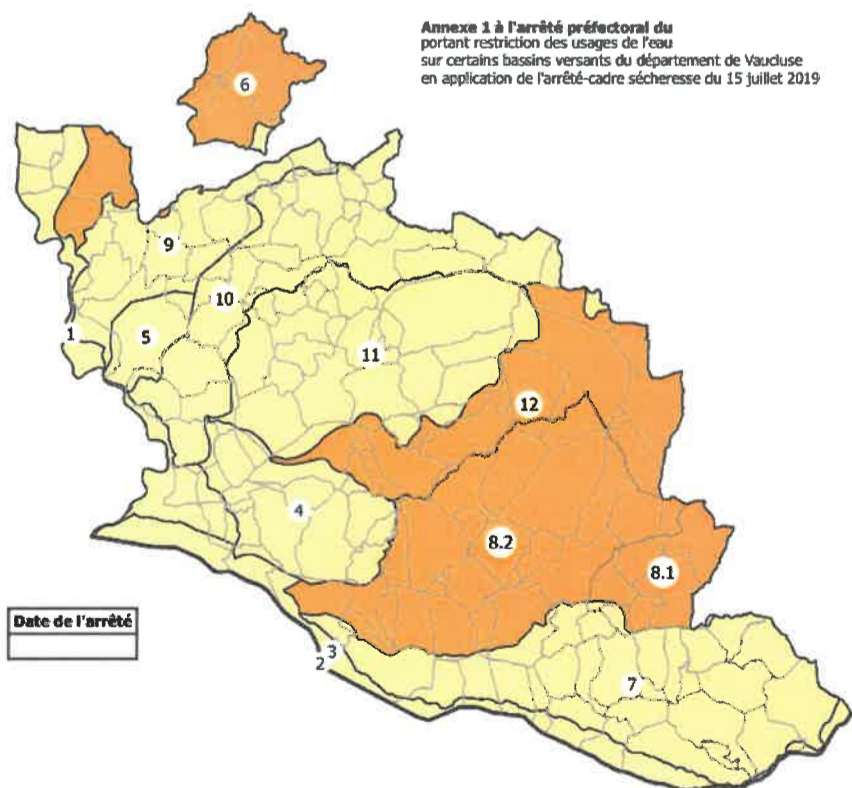 Annexe 1 à l'arrêté préfectoral du
portant restriction des usages de l'eau
sur certains bassins versants du département de Vaucluse
en application de l'arrêté-cadre sécheresse du 15 juillet 2019
6
9
10
1
5
11
12
4
8.2
8.1
Date de l'arrêté
3
2
7